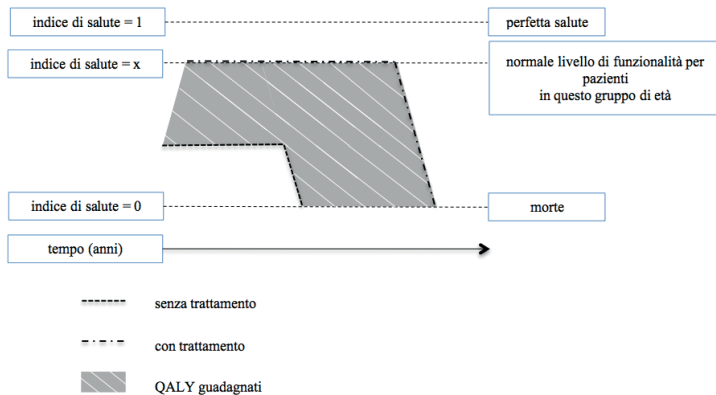 indice di salute = 1
perfetta salute
indice di salute = x
normale livello di funzionalità per
pazienti
in questo gruppo di età
indice di salute = 0
morte
tempo (anni)
senza trattamento
con trattamento
QALY guadagnati